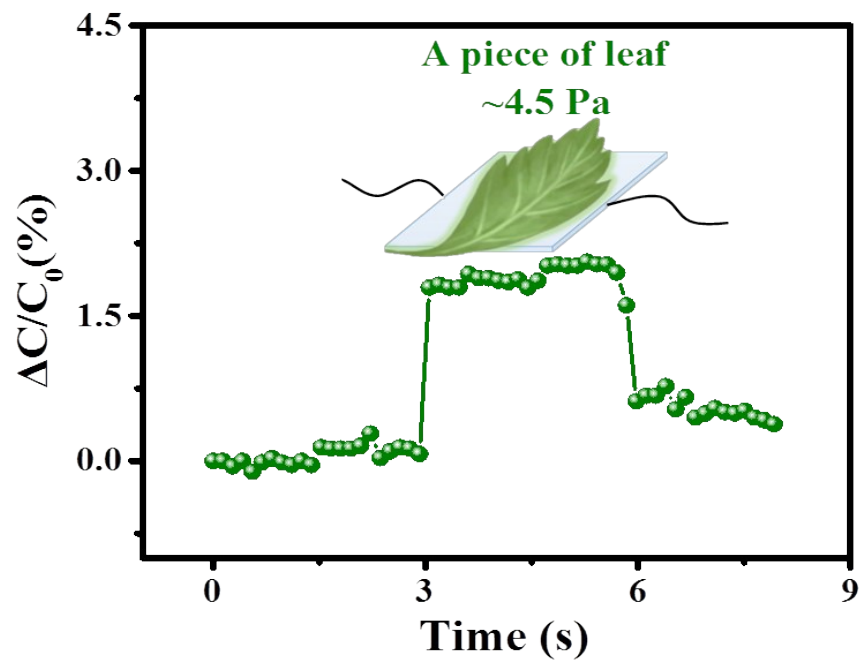 4.5
A piece of leaf
~4.5 Pa
3.0
ΔC/C₀(%)
1.5
0.0
0 3 6 9
Time (s)